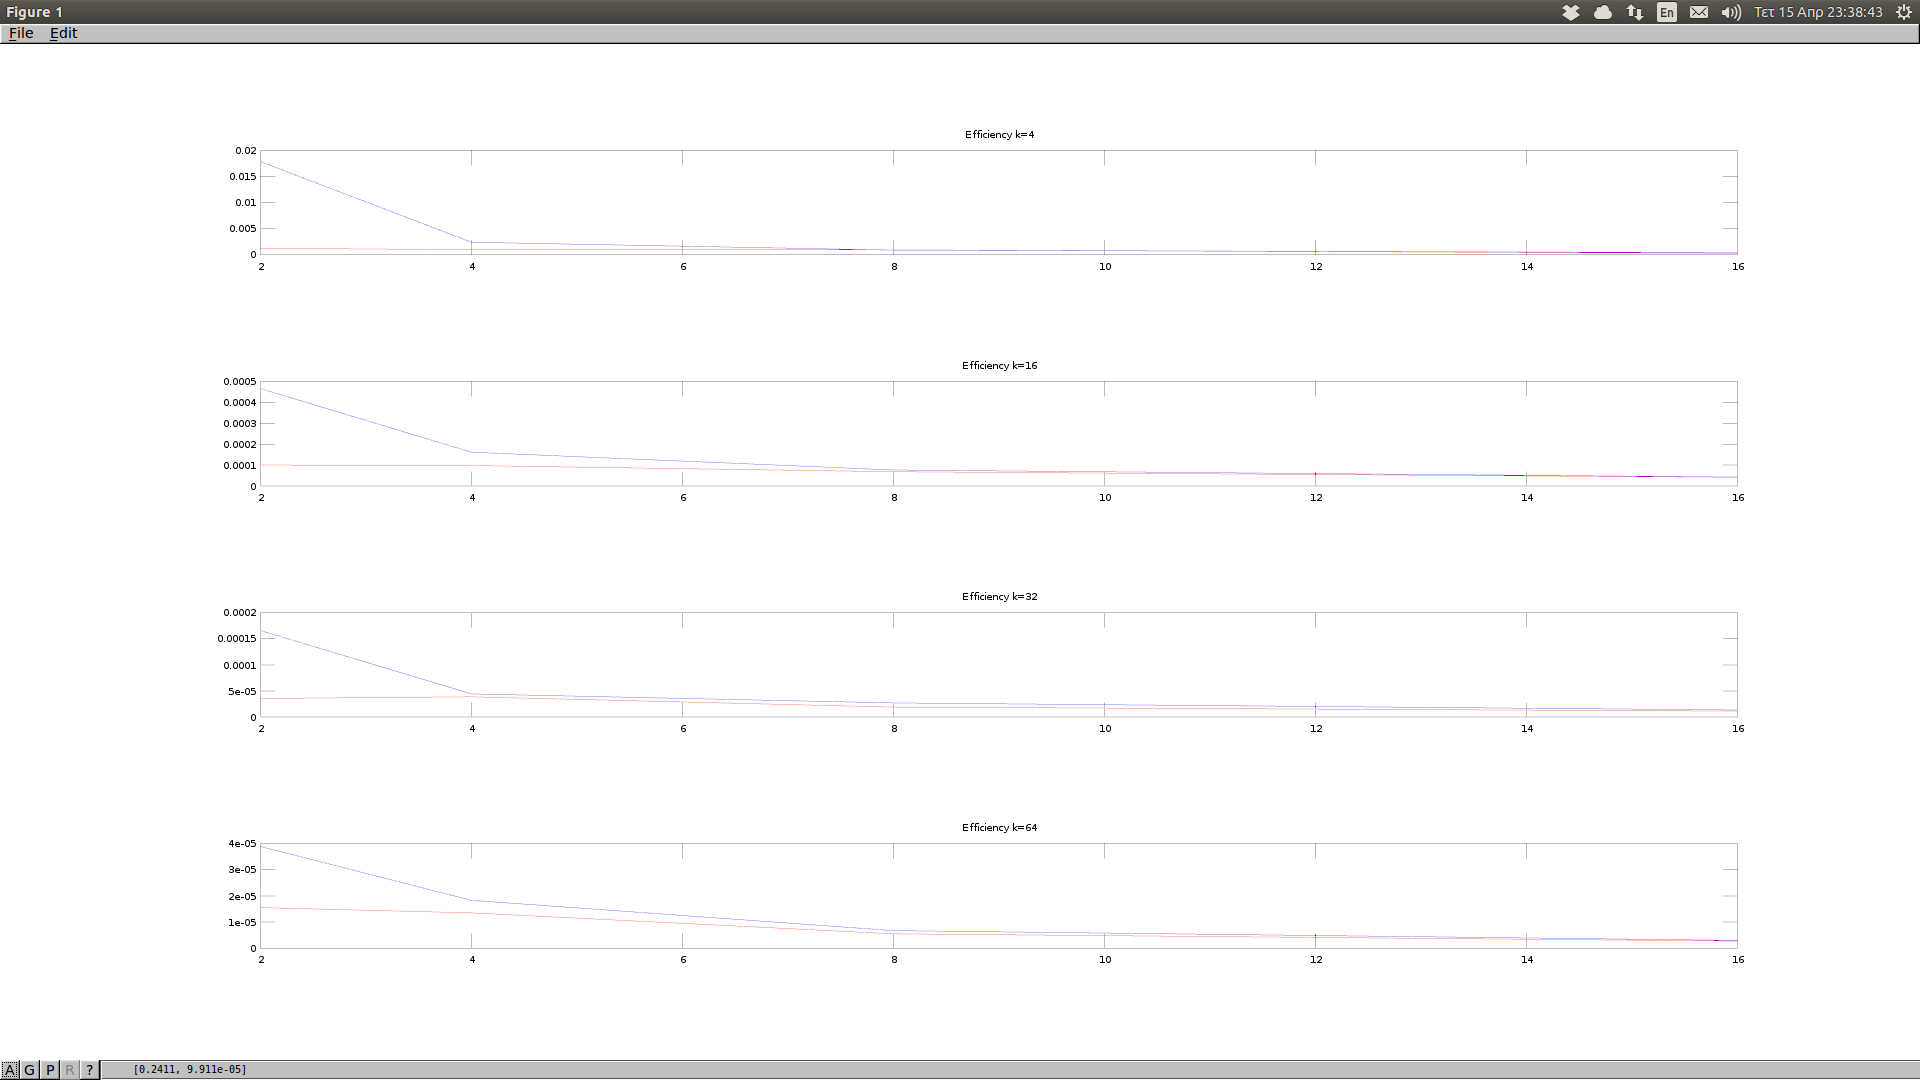 Figure 1
En Τετ 15 Απρ 23:38:43
File Edit
Efficiency k=4
0.02
0.015
0.01
0.005
0
2 4 6 8 10 12 14 16
Efficiency k=16
0.0005
0.0004
0.0003
0.0002
0.0001
0
2 4 6 8 10 12 14 16
Efficiency k=32
0.0002
0.00015
0.0001
5e-05
0
2 4 6 8 10 12 14 16
Efficiency k=64
4e-05
3e-05
2e-05
1e-05
0
2 4 6 8 10 12 14 16
A G P R ? [0.2411, 9.911e-05]